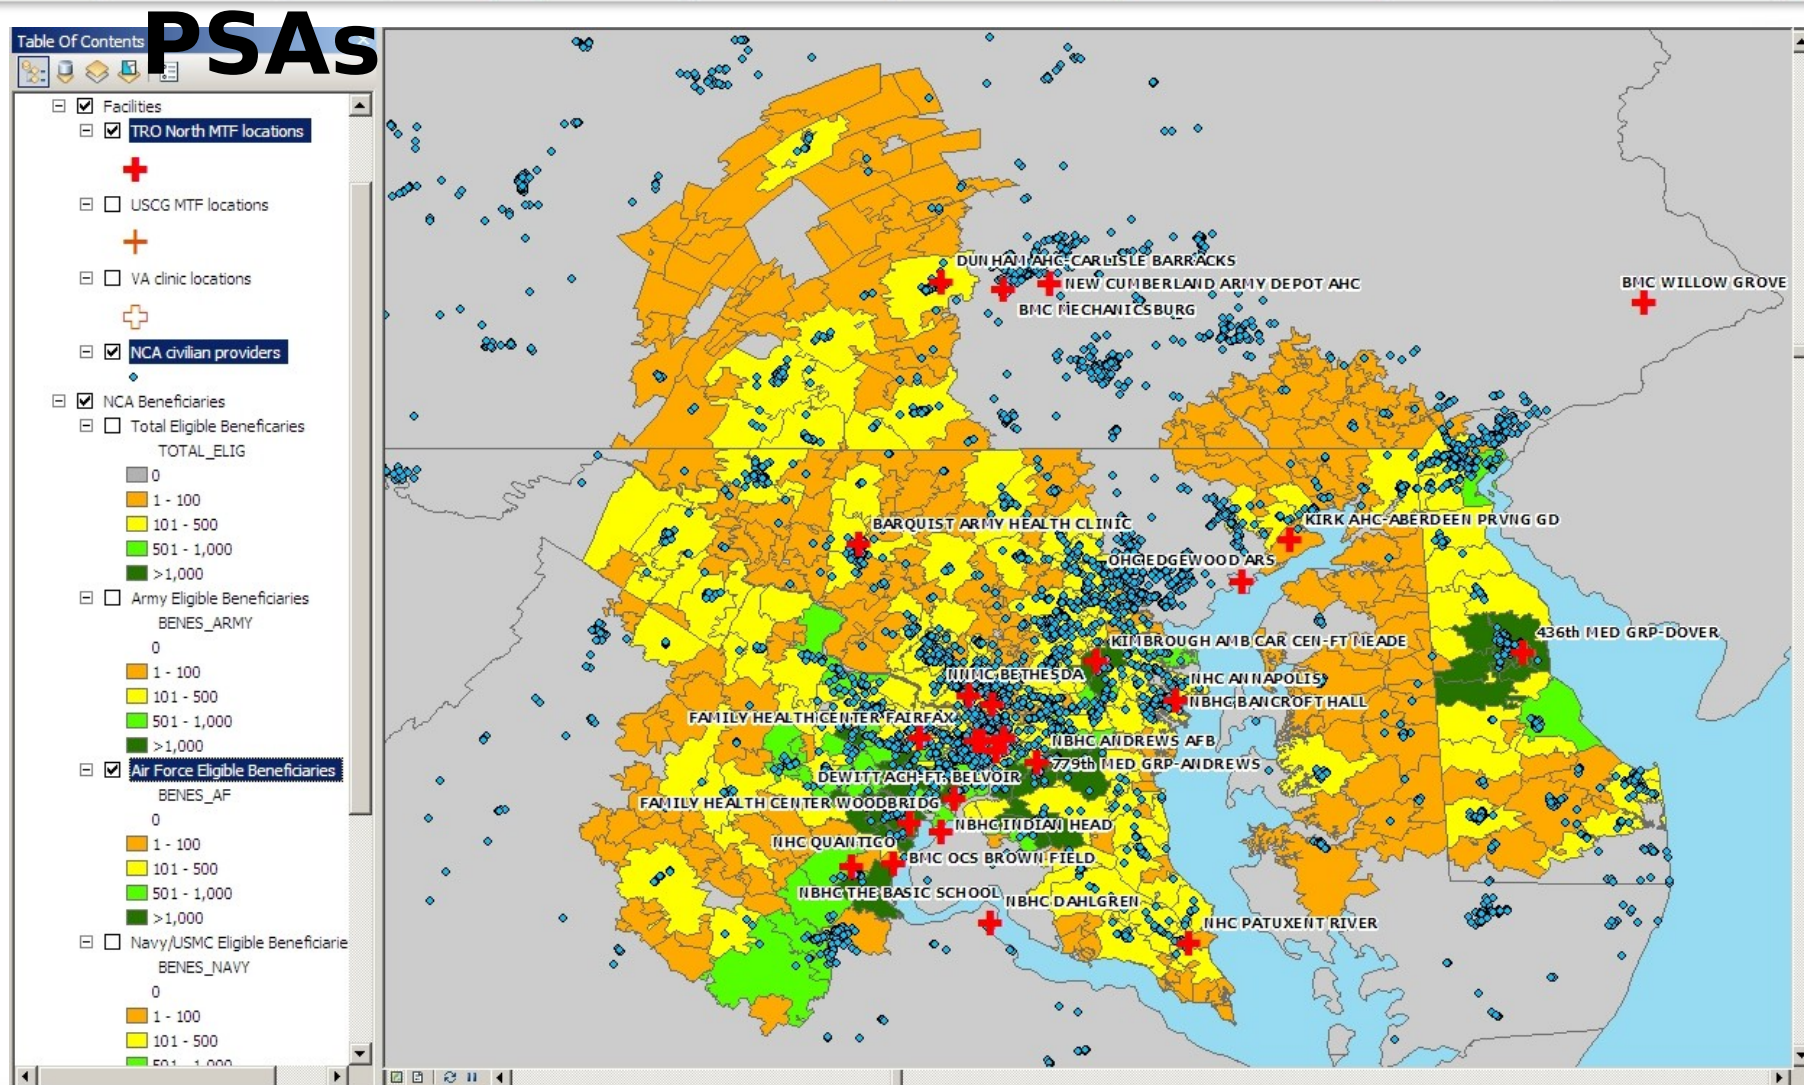 PSAs
Table Of Contents
Facilities
TRO North MTF locations
USCG MTF locations
VA clinic locations
NCA civilian providers
NCA Beneficiaries
Total Eligible Beneficaries
TOTAL_ELIG
0
1 - 100
101 - 500
501 - 1,000
>1,000
Army Eligible Beneficiaries
BENES_ARMY
0
1 - 100
101 - 500
501 - 1,000
>1,000
Air Force Eligible Beneficiaries
BENES_AF
0
1 - 100
101 - 500
501 - 1,000
>1,000
Navy/USMC Eligible Beneficiarie
BENES_NAVY
0
1 - 100
101 - 500
501 - 1,000
DUNHAM AHC-CARLISLE BARRACKS
NEW CUMBERLAND ARMY DEPOT AHC
BMC WILLOW GROVE
BMC MECHANICSBURG
BARQUIST ARMY HEALTH CLINIC
KIRK AHC-ABERDEEN PRVNG GD
OHC EDGEWOOD ARS
436th MED GRP-DOVER
KIMBROUGH AMB CAR CEN-FT MEADE
NNMC BETHESDA
NHC ANNAPOLIS
NBHC BANCROFT HALL
FAMILY HEALTH CENTER FAIRFAX
NBHC ANDREWS AFB
779th MED GRP-ANDREWS
DEWITT ACH-FT. BELVOIR
FAMILY HEALTH CENTER WOODBRIDG
NBHC INDIAN HEAD
NHC QUANTICO
BMC OCS BROWN FIELD
NBHC THE BASIC SCHOOL
NBHC DAHLGREN
NHC PATUXENT RIVER